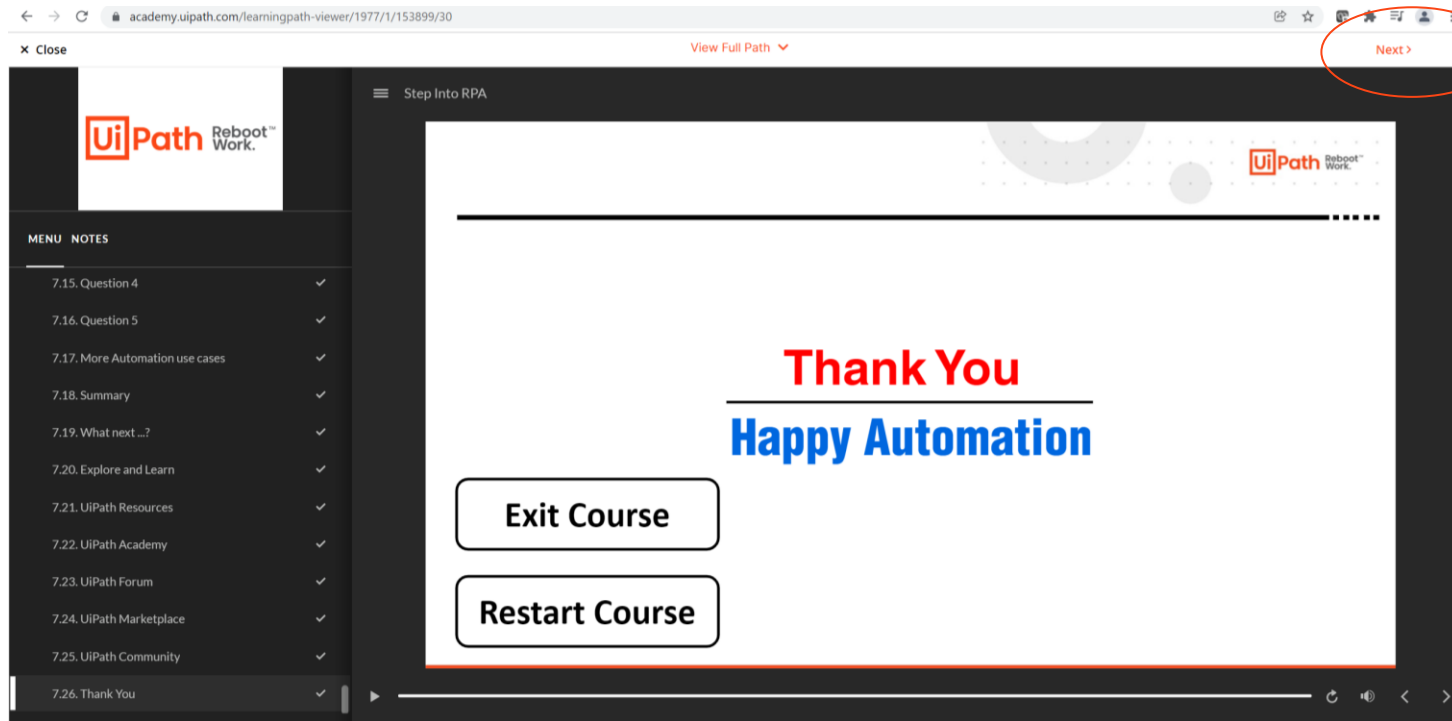 academy.uipath.com/learningpath-viewer/1977/1/153899/30
× Close
View Full Path
Next >
UiPath Reboot™ Work.
MENU NOTES
7.15. Question 4
7.16. Question 5
7.17. More Automation use cases
7.18. Summary
7.19. What next ...?
7.20. Explore and Learn
7.21. UiPath Resources
7.22. UiPath Academy
7.23. UiPath Forum
7.24. UiPath Marketplace
7.25. UiPath Community
7.26. Thank You
Step Into RPA
UiPath Reboot™ Work.
Thank You
Happy Automation
Exit Course
Restart Course